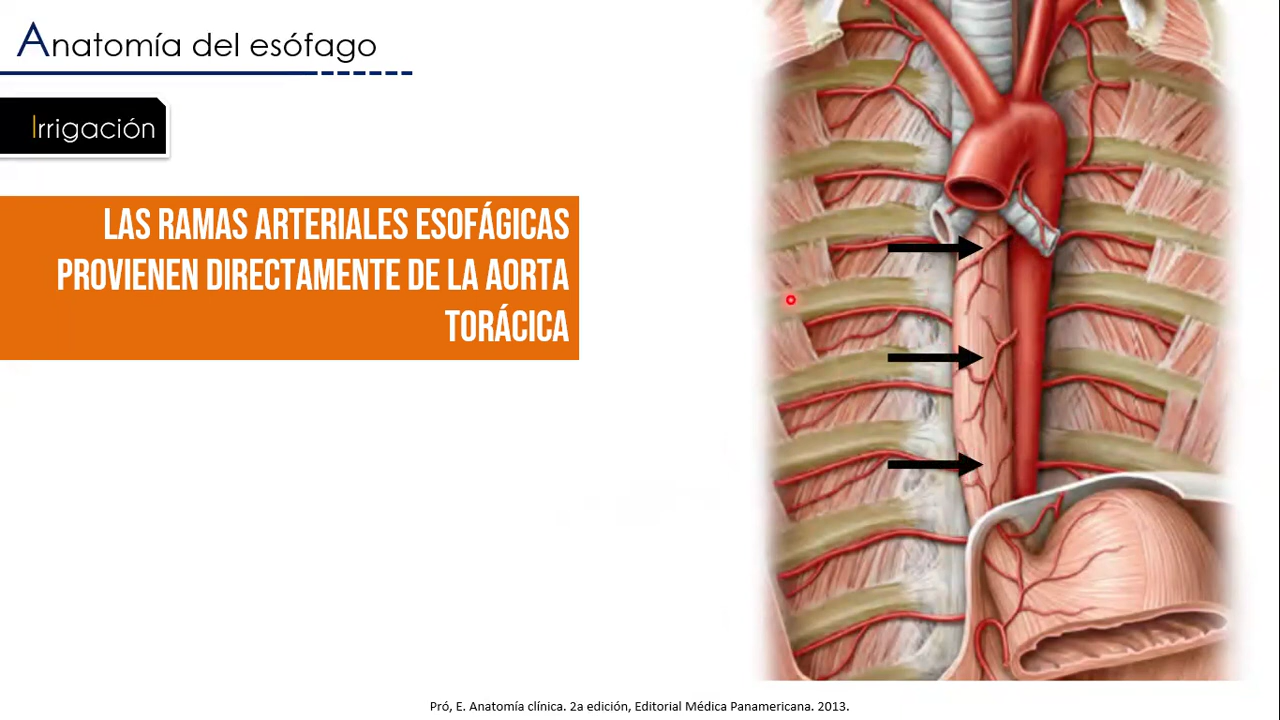 Anatomía del esófago
Irrigación
LAS RAMAS ARTERIALES ESOFÁGICAS
PROVIENEN DIRECTAMENTE DE LA AORTA
TORÁCICA
Pró, E. Anatomía clínica. 2a edición, Editorial Médica Panamericana. 2013.